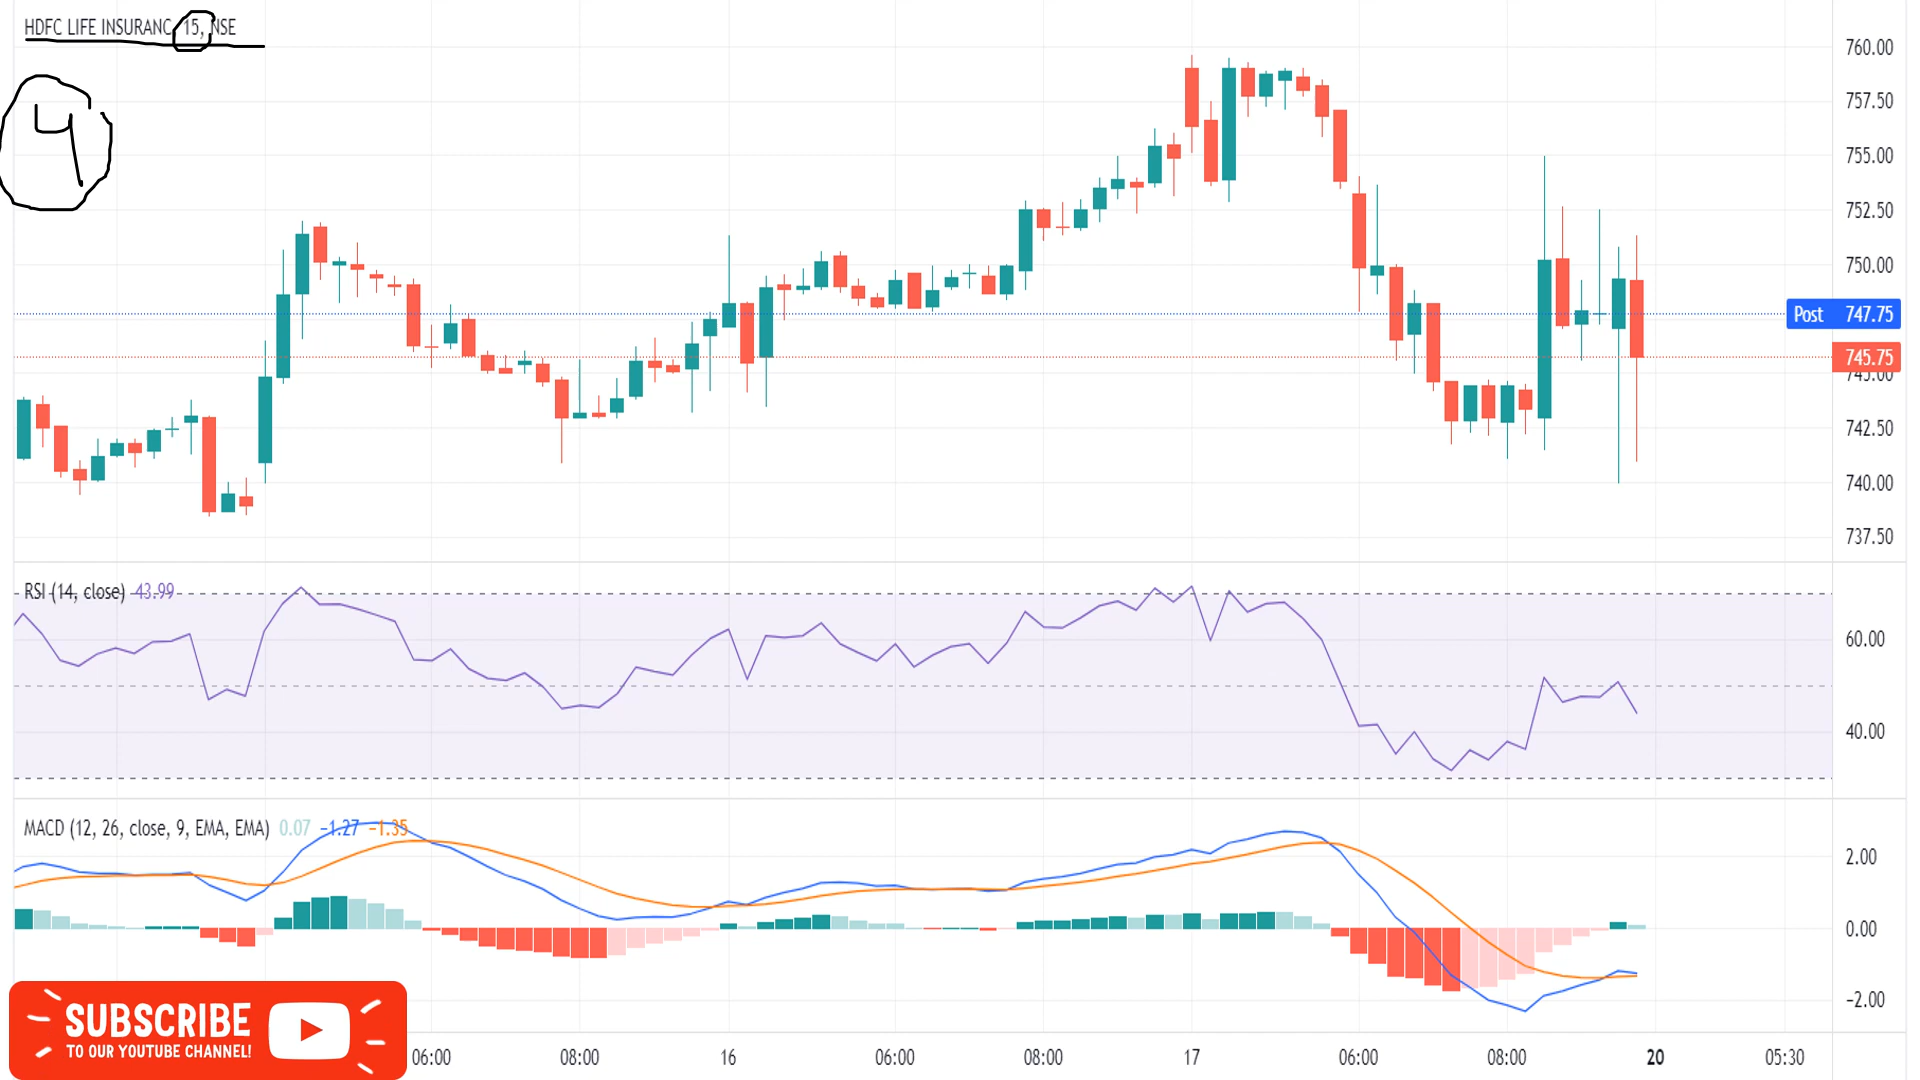 HDFC LIFE INSURANC 15, NSE
4
760.00
757.50
755.00
752.50
750.00
Post 747.75
745.75
745.00
742.50
740.00
737.50
RSI (14, close) 43.99
60.00
40.00
MACD (12, 26, close, 9, EMA, EMA) 0.07 −1.27 −1.35
2.00
0.00
−2.00
SUBSCRIBE
TO OUR YOUTUBE CHANNEL!
06:00 08:00 16 06:00 08:00 17 06:00 08:00 20 05:30